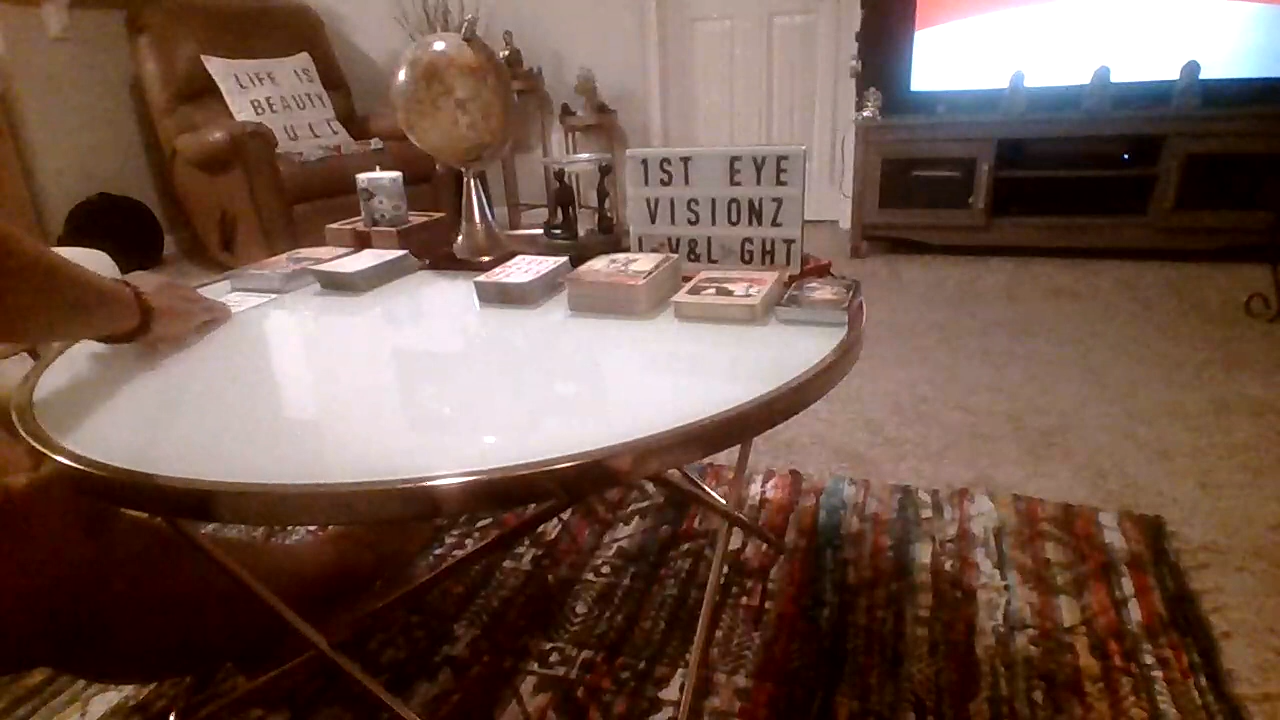 LIFE IS
BEAUTY
1ST EYE
VISIONZ
L V&L GHT